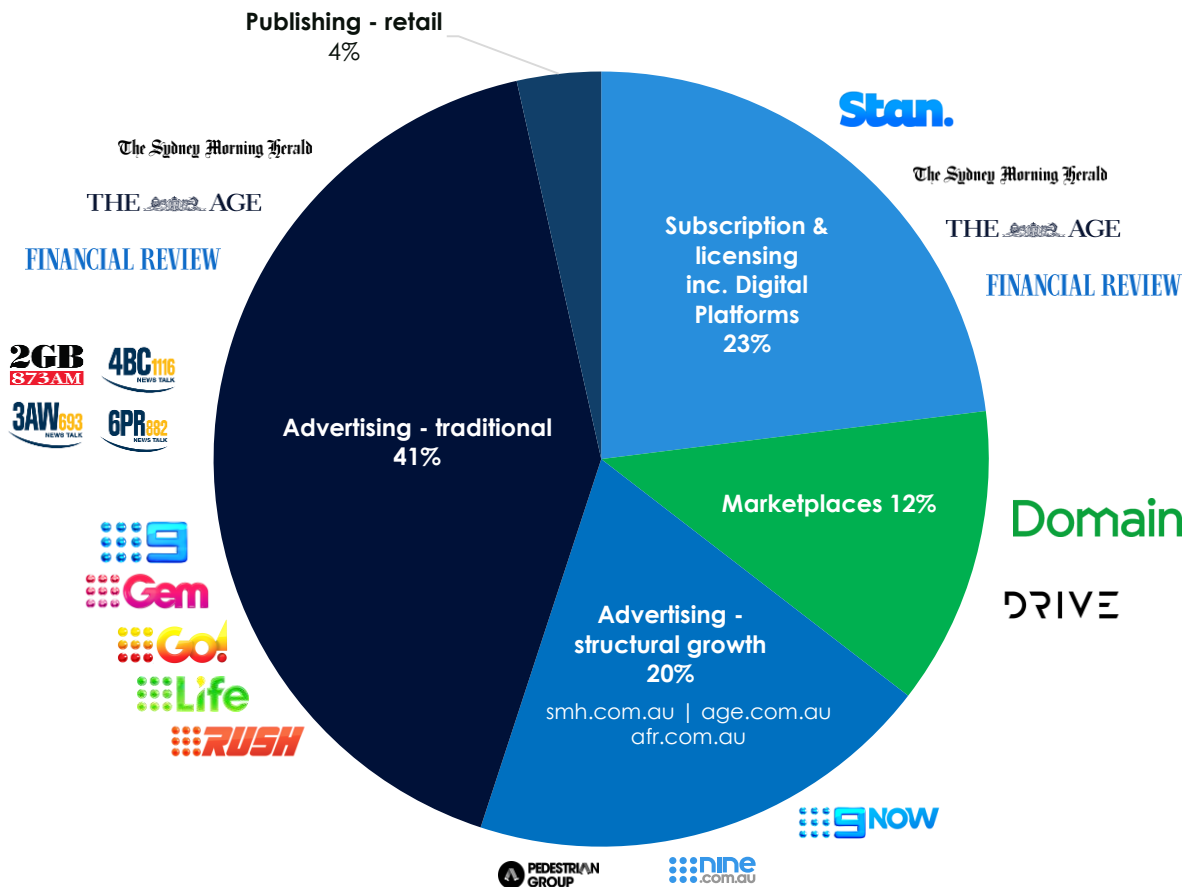 Publishing - retail
4%
Stan.
The Sydney Morning Herald
THE AGE
FINANCIAL REVIEW
The Sydney Morning Herald
THE AGE
FINANCIAL REVIEW
Subscription &
licensing
inc. Digital
Platforms
23%
2GB
873AM
4BC1116
NEWS TALK
3AW693
NEWS TALK
6PR882
NEWS TALK
Advertising - traditional
41%
Marketplaces 12%
Domain
DRIVE
9
Gem
Go!
Life
RUSH
Advertising -
structural growth
20%
smh.com.au | age.com.au
afr.com.au
9NOW
PEDESTRIAN
GROUP
nine
.com.au